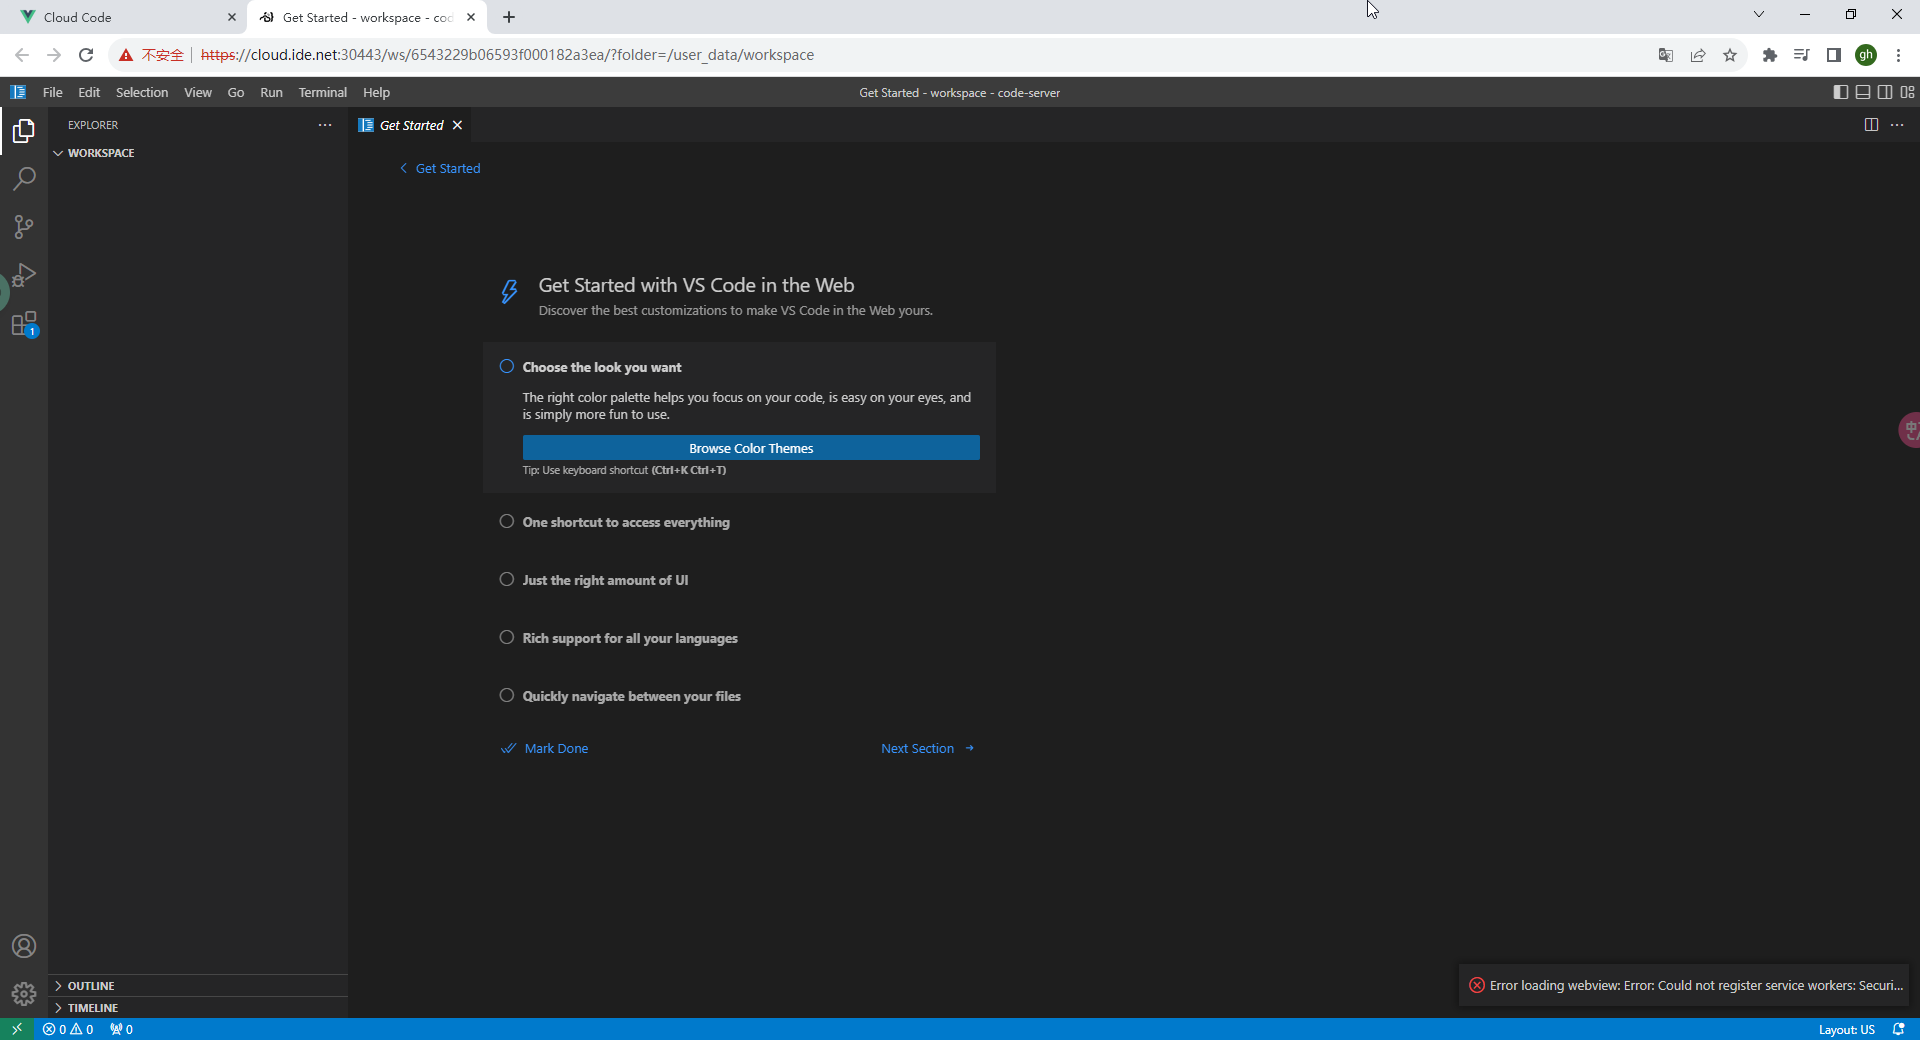 Cloud Code
Get Started - workspace - cod
不安全 https://cloud.ide.net:30443/ws/6543229b06593f000182a3ea/?folder=/user_data/workspace
gh
File Edit Selection View Go Run Terminal Help
Get Started - workspace - code-server
EXPLORER
Get Started
WORKSPACE
Get Started
Get Started with VS Code in the Web
Discover the best customizations to make VS Code in the Web yours.
1
Choose the look you want
The right color palette helps you focus on your code, is easy on your eyes, and
is simply more fun to use.
Browse Color Themes
Tip: Use keyboard shortcut (Ctrl+K Ctrl+T)
中
One shortcut to access everything
Just the right amount of UI
Rich support for all your languages
Quickly navigate between your files
Mark Done
Next Section
OUTLINE
Error loading webview: Error: Could not register service workers: Securi...
TIMELINE
0 0 0
Layout: US